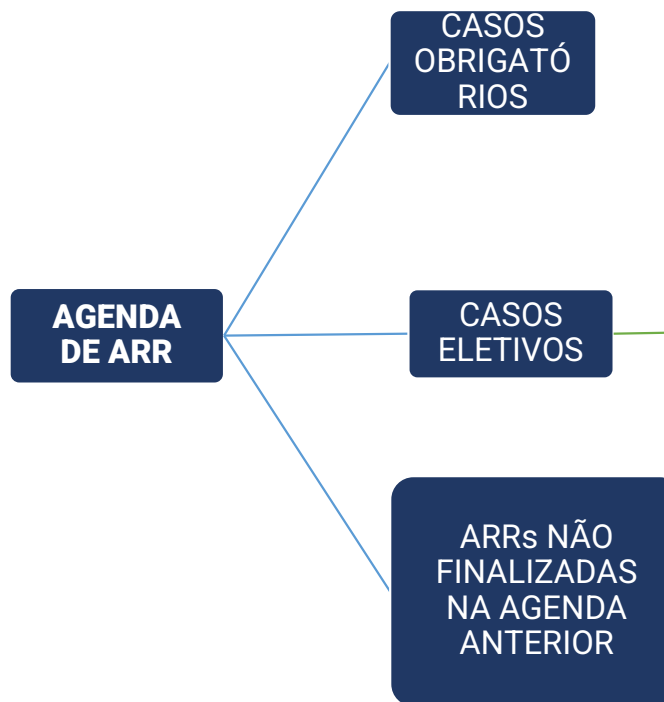 CASOS
OBRIGATÓ
RIOS
AGENDA
DE ARR
CASOS
ELETIVOS
ARRs NÃO
FINALIZADAS
NA AGENDA
ANTERIOR